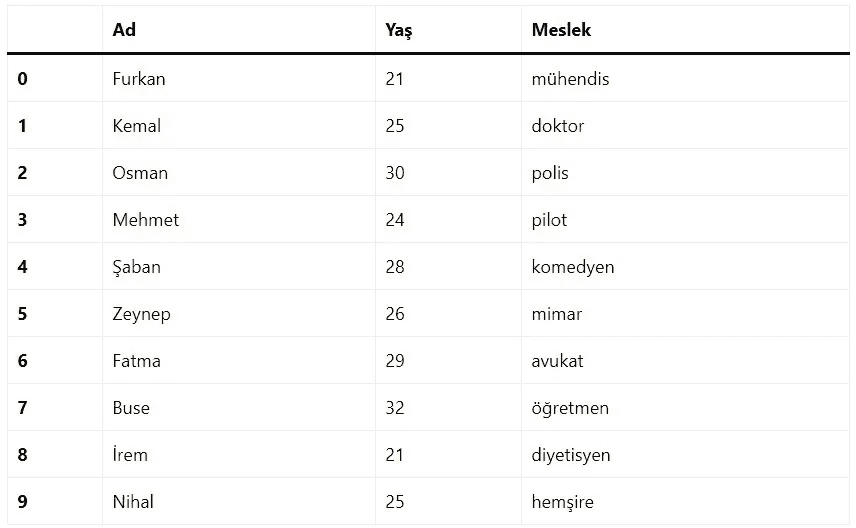 Ad Yaş Meslek
0 Furkan 21 mühendis
1 Kemal 25 doktor
2 Osman 30 polis
3 Mehmet 24 pilot
4 Şaban 28 komedyen
5 Zeynep 26 mimar
6 Fatma 29 avukat
7 Buse 32 öğretmen
8 İrem 21 diyetisyen
9 Nihal 25 hemşire